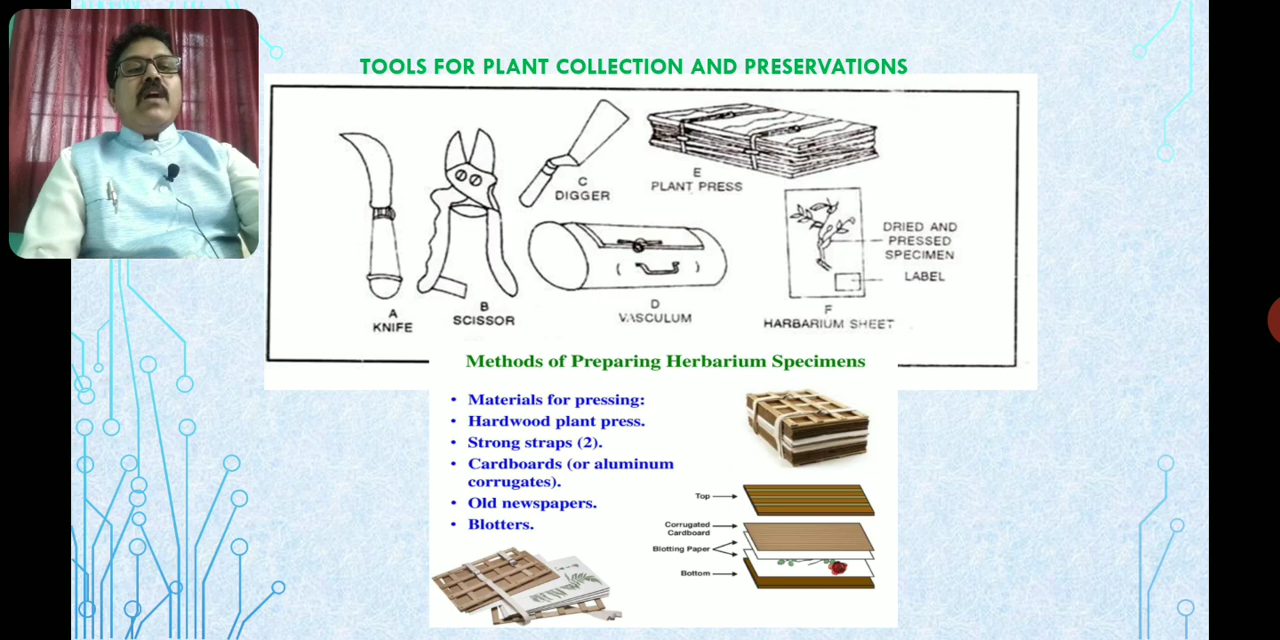 TOOLS FOR PLANT COLLECTION AND PRESERVATIONS
A
KNIFE
B
SCISSOR
C
DIGGER
D
VASCULUM
E
PLANT PRESS
DRIED AND
PRESSED
SPECIMEN
LABEL
F
HARBARIUM SHEET
Methods of Preparing Herbarium Specimens
• Materials for pressing:
• Hardwood plant press.
• Strong straps (2).
• Cardboards (or aluminum
corrugates).
• Old newspapers.
• Blotters.
Top
Corrugated
Cardboard
Blotting Paper
Bottom